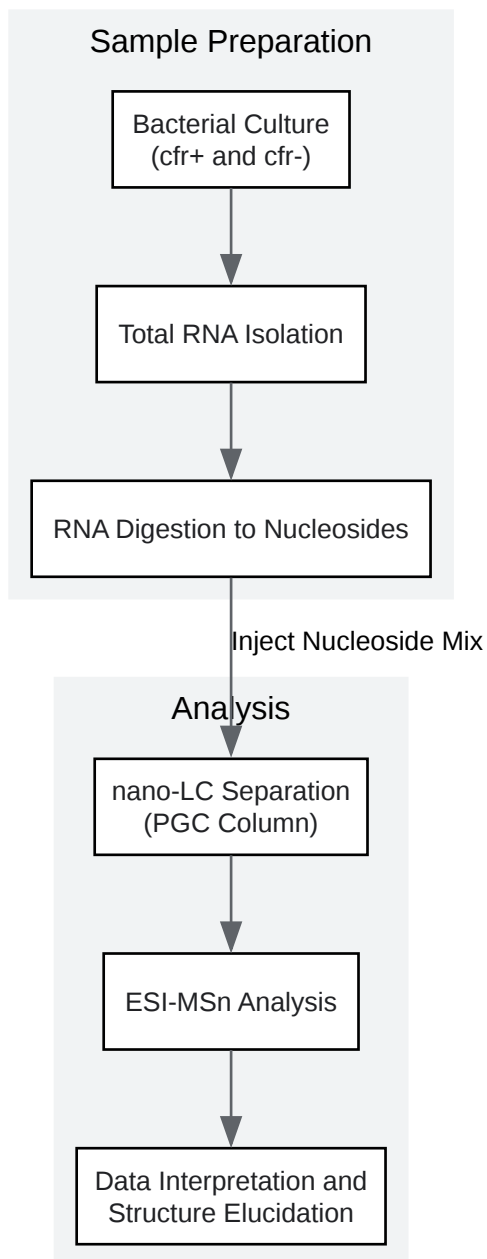 Sample Preparation
Bacterial Culture
(cfr+ and cfr-)
Total RNA Isolation
RNA Digestion to Nucleosides
Inject Nucleoside Mix
Analysis
nano-LC Separation
(PGC Column)
ESI-MSn Analysis
Data Interpretation and
Structure Elucidation